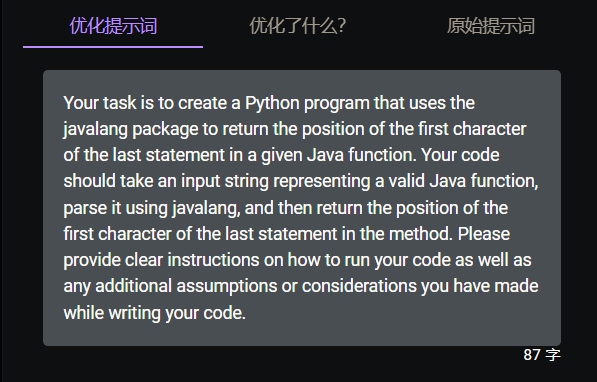 优化提示词 优化了什么? 原始提示词
Your task is to create a Python program that uses the
javalang package to return the position of the first character
of the last statement in a given Java function. Your code
should take an input string representing a valid Java function,
parse it using javalang, and then return the position of the
first character of the last statement in the method. Please
provide clear instructions on how to run your code as well as
any additional assumptions or considerations you have made
while writing your code.
87 字